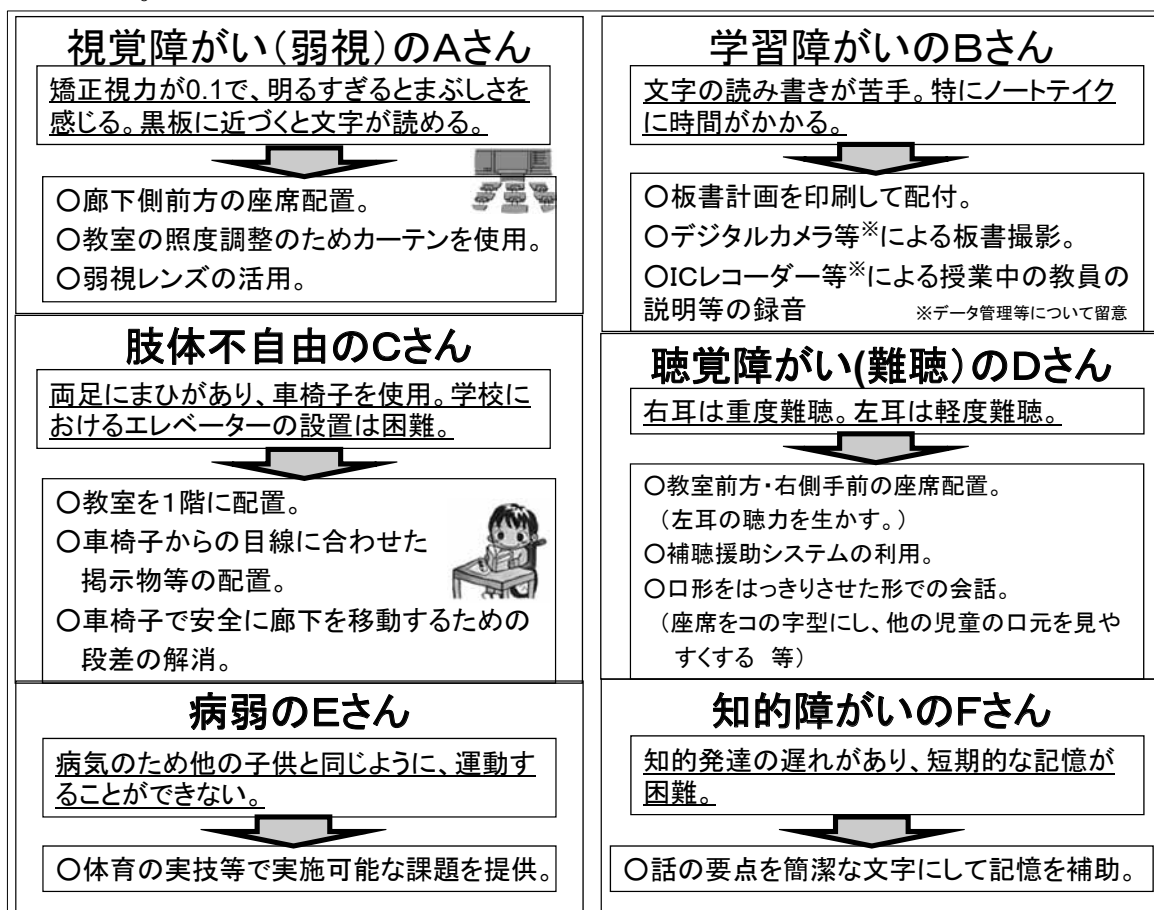 視覚障がい（弱視）のAさん
矯正視力が0.1で、明るすぎるとまぶしさを
感じる。黒板に近づくと文字が読める。
○廊下側前方の座席配置。
○教室の照度調整のためカーテンを使用。
○弱視レンズの活用。
学習障がいのBさん
文字の読み書きが苦手。特にノートテイク
に時間がかかる。
○板書計画を印刷して配付。
○デジタルカメラ等※による板書撮影。
○ICレコーダー等※による授業中の教員の
説明等の録音 ※データ管理等について留意
肢体不自由のCさん
両足にまひがあり、車椅子を使用。学校に
おけるエレベーターの設置は困難。
○教室を１階に配置。
○車椅子からの目線に合わせた
掲示物等の配置。
○車椅子で安全に廊下を移動するための
段差の解消。
聴覚障がい(難聴）のDさん
右耳は重度難聴。左耳は軽度難聴。
○教室前方・右側手前の座席配置。
（左耳の聴力を生かす。）
○補聴援助システムの利用。
○口形をはっきりさせた形での会話。
（座席をコの字型にし、他の児童の口元を見や
すくする 等）
病弱のEさん
病気のため他の子供と同じように、運動す
ることができない。
○体育の実技等で実施可能な課題を提供。
知的障がいのFさん
知的発達の遅れがあり、短期的な記憶が
困難。
○話の要点を簡潔な文字にして記憶を補助。